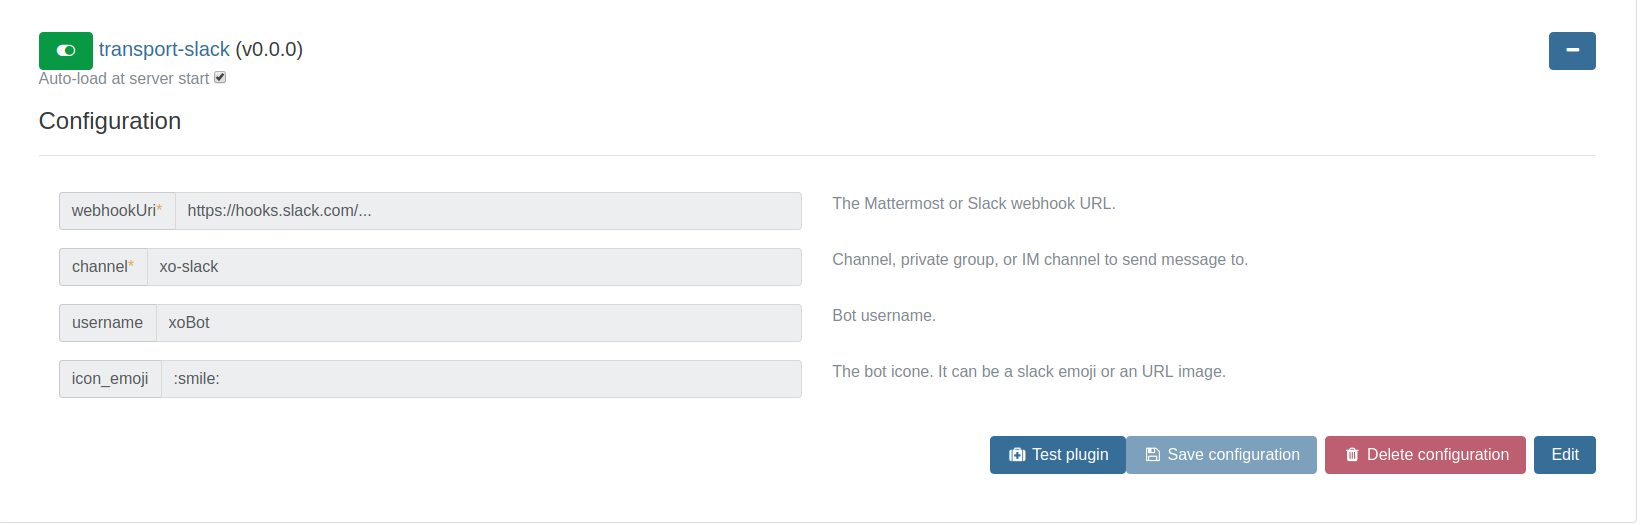 transport-slack (v0.0.0)
Auto-load at server start
Configuration
webhookUri* https://hooks.slack.com/... The Mattermost or Slack webhook URL.
channel* xo-slack Channel, private group, or IM channel to send message to.
username xoBot Bot username.
icon_emoji :smile: The bot icone. It can be a slack emoji or an URL image.
Test plugin Save configuration Delete configuration Edit